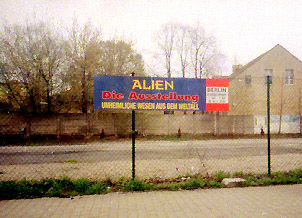 ALIEN
Die Ausstellung
UNHEIMLICHE WESEN AUS DEM WELTALL
BERLIN